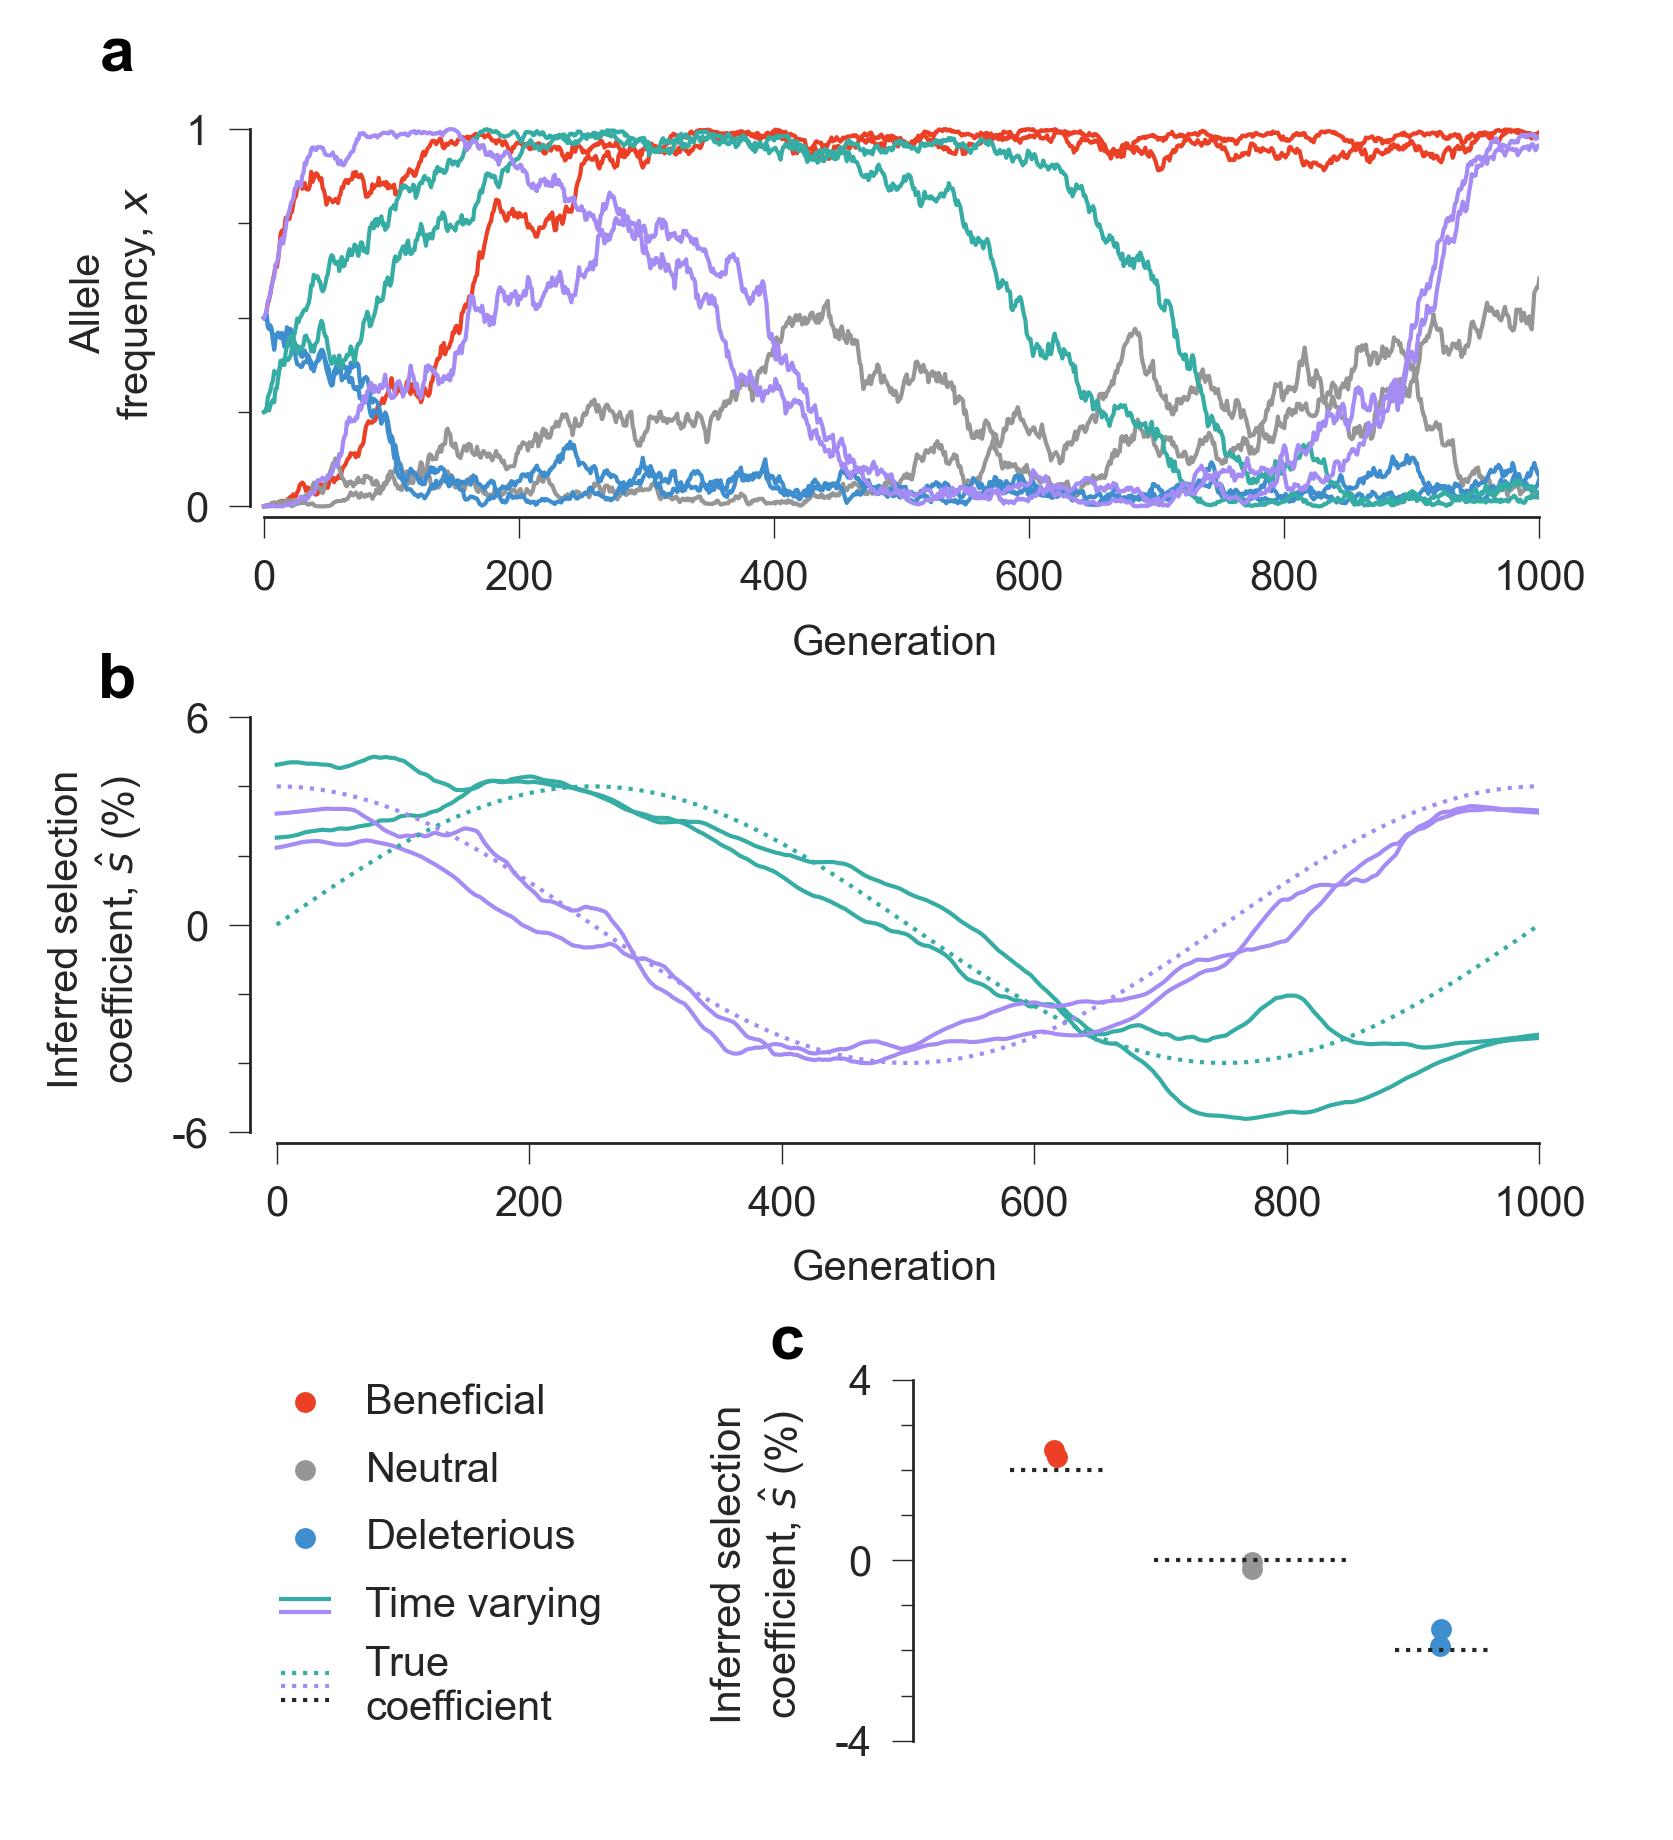 a
1
0
Allele
frequency, x
0 200 400 600 800 1000
Generation
b
6
0
-6
Inferred selection
coefficient, ŝ (%)
0 200 400 600 800 1000
Generation
Beneficial
Neutral
Deleterious
Time varying
True
coefficient
c
4
0
-4
Inferred selection
coefficient, ŝ (%)